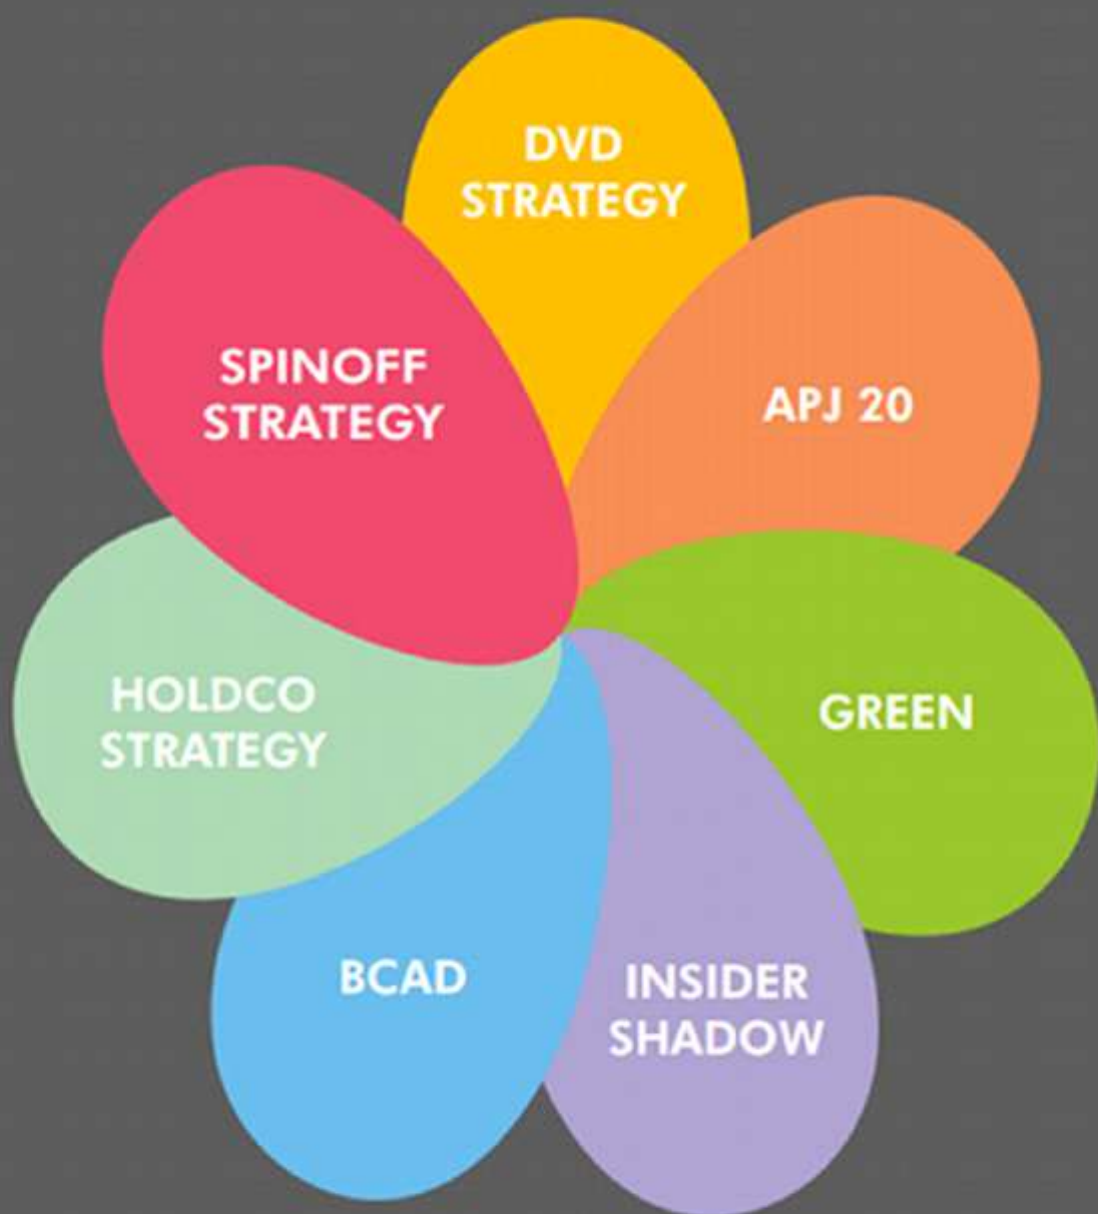 DVD
STRATEGY
SPINOFF
STRATEGY
APJ 20
HOLDCO
STRATEGY
GREEN
BCAD
INSIDER
SHADOW